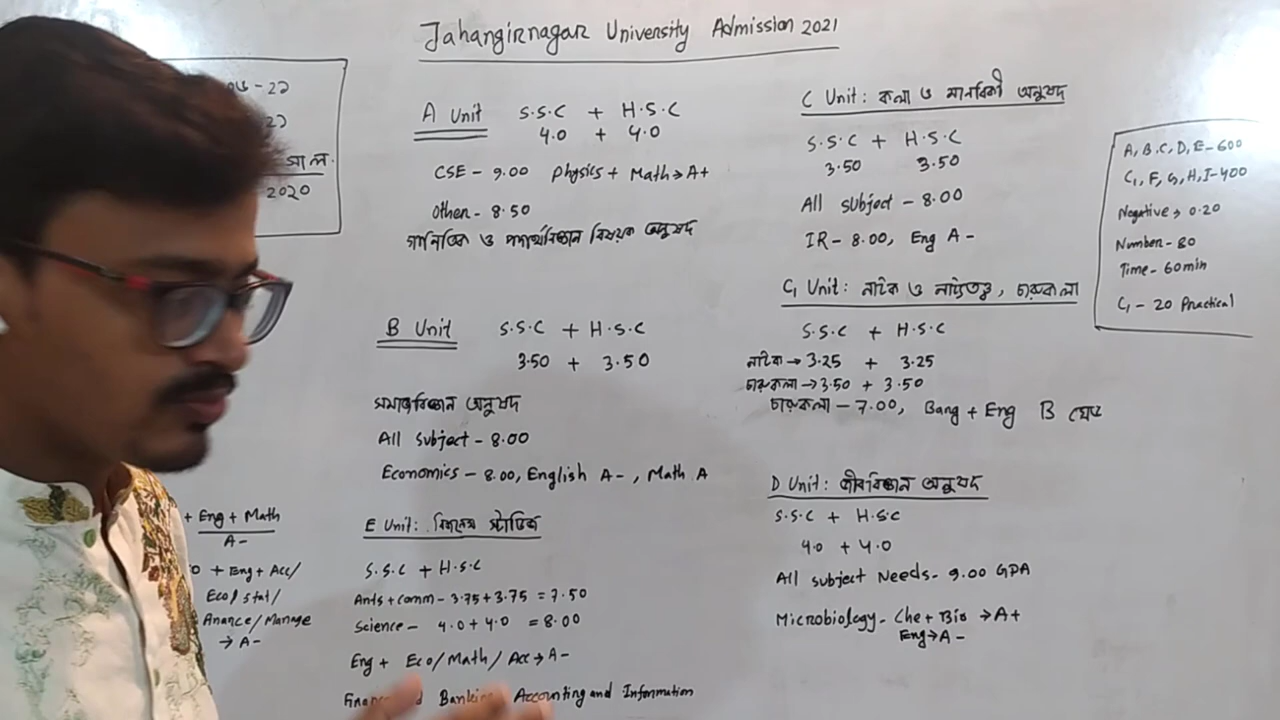 Jahangirnagar University Admission 2021
- 22
সাল
2020
A Unit S.S.C + H.S.C
4.0 + 4.0
CSE - 9.00 Physics + Math → A+
Other - 8.50
গানিতিক ও পদার্থবিজ্ঞান বিষয়ক অনুষদ
B Unit S.S.C + H.S.C
3.50 + 3.50
সমাজবিজ্ঞান অনুষদ
All subject - 8.00
Economics - 8.00, English A-, Math A
E Unit: বিজনেস স্টাডিজ
S.S.C + H.S.C
Arts + comm - 3.75 + 3.75 = 7.50
Science - 4.0 + 4.0 = 8.00
Eng + Eco/Math/Acc → A-
Banking Accounting and Information
+ Eng + Math
A-
+ Eng + Acc/
Eco/stat/
Finance/Manage
→ A-
C Unit: কলা ও মানবিকী অনুষদ
S.S.C + H.S.C
3.50 3.50
All subject - 8.00
IR - 8.00, Eng A-
C1 Unit: নাটক ও নাট্যতত্ত্ব, চারুকলা
S.S.C + H.S.C
নাটক → 3.25 + 3.25
চারুকলা → 3.50 + 3.50
চারুকলা - 7.00, Bang + Eng B গ্রেড
D Unit: জীববিজ্ঞান অনুষদ
S.S.C + H.S.C
4.0 + 4.0
All subject Needs - 9.00 GPA
Microbiology - Che + Bio → A+
Eng → A-
A, B, C, D, E - 600
C1, F, G, H, I - 400
Negative → 0.20
Number - 80
Time - 60 min
C1 - 20 Practical